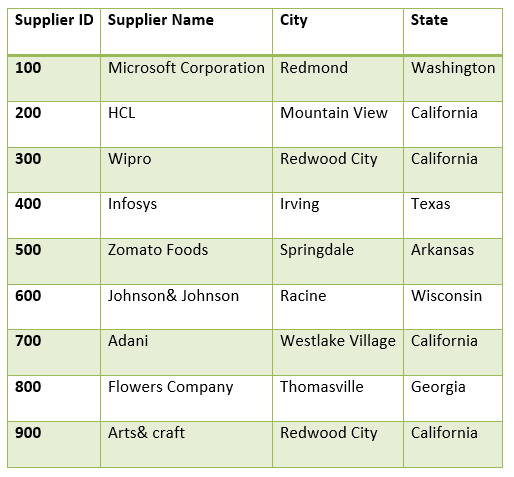 Supplier ID Supplier Name City State
100 Microsoft Corporation Redmond Washington
200 HCL Mountain View California
300 Wipro Redwood City California
400 Infosys Irving Texas
500 Zomato Foods Springdale Arkansas
600 Johnson& Johnson Racine Wisconsin
700 Adani Westlake Village California
800 Flowers Company Thomasville Georgia
900 Arts& craft Redwood City California